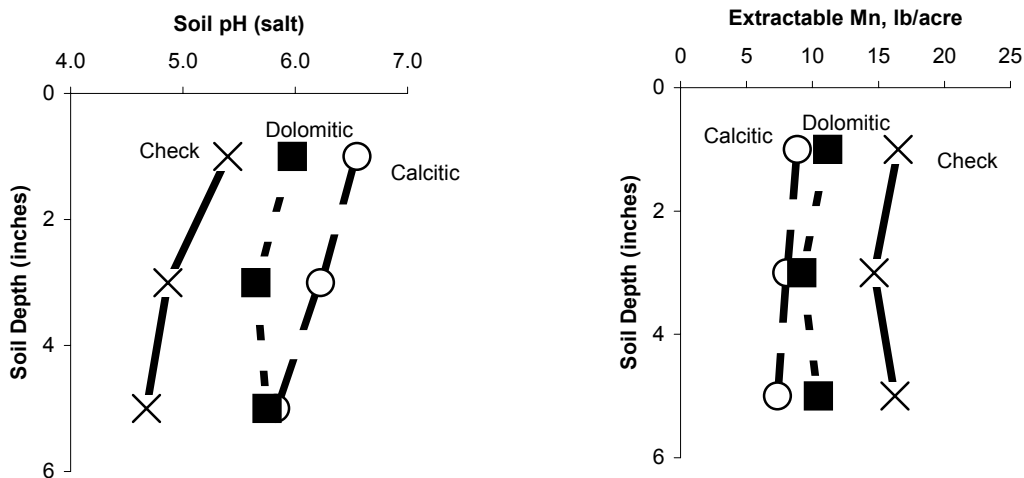 Soil pH (salt)
4.0 5.0 6.0 7.0
0
2
4
6
Soil Depth (inches)
Check
Dolomitic
Calcitic
Extractable Mn, lb/acre
0 5 10 15 20 25
0
2
4
6
Soil Depth (inches)
Calcitic
Dolomitic
Check